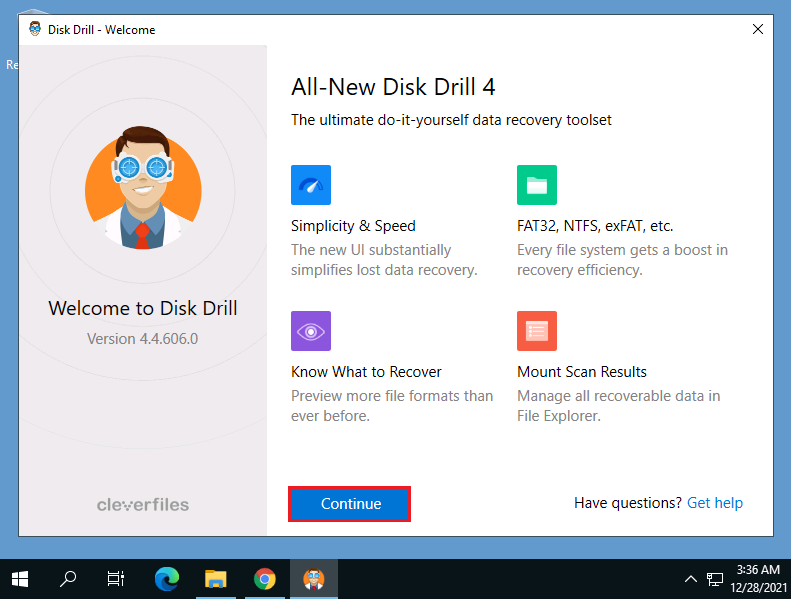 Re
Disk Drill - Welcome
Welcome to Disk Drill
Version 4.4.606.0
cleverfiles
All-New Disk Drill 4
The ultimate do-it-yourself data recovery toolset
Simplicity & Speed
The new UI substantially
simplifies lost data recovery.
FAT32, NTFS, exFAT, etc.
Every file system gets a boost in
recovery efficiency.
Know What to Recover
Preview more file formats than
ever before.
Mount Scan Results
Manage all recoverable data in
File Explorer.
Continue
Have questions? Get help
3:36 AM
12/28/2021